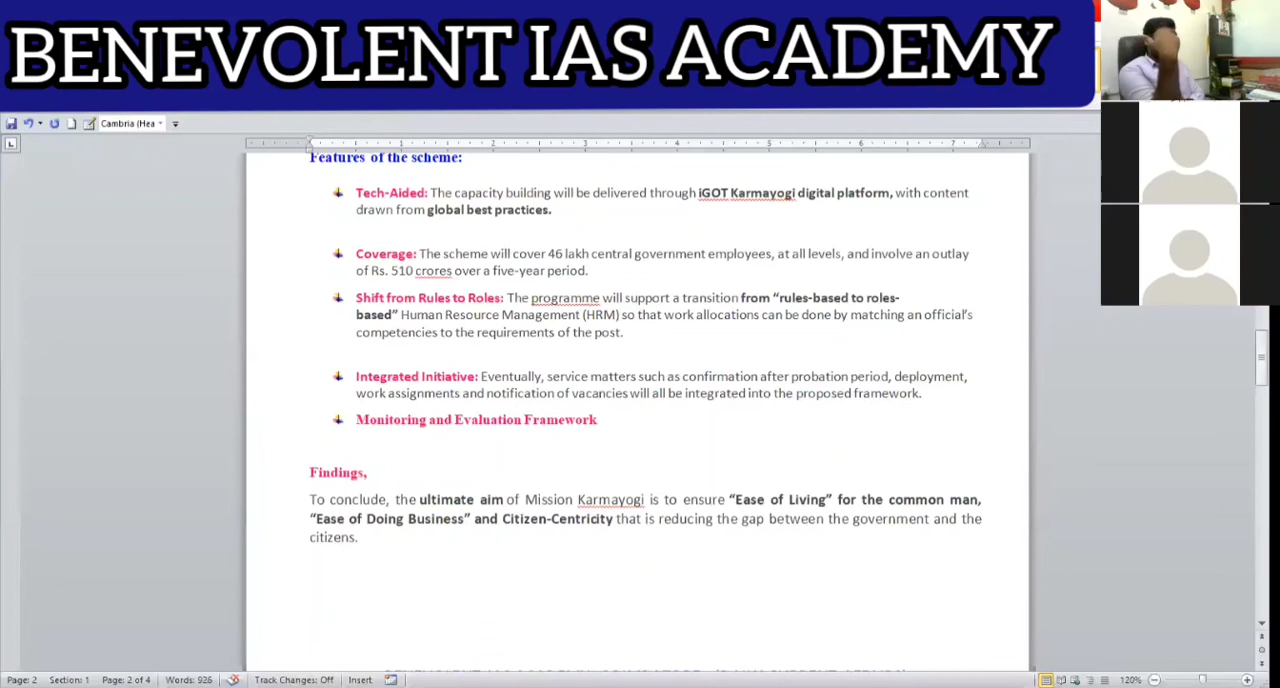 BENEVOLENT IAS ACADEMY
Cambria (Hea
L
1 2 3 4 5 6 7
Features of the scheme:
Tech-Aided: The capacity building will be delivered through iGOT Karmayogi digital platform, with content
drawn from global best practices.
Coverage: The scheme will cover 46 lakh central government employees, at all levels, and involve an outlay
of Rs. 510 crores over a five-year period.
Shift from Rules to Roles: The programme will support a transition from “rules-based to roles-
based” Human Resource Management (HRM) so that work allocations can be done by matching an official’s
competencies to the requirements of the post.
Integrated Initiative: Eventually, service matters such as confirmation after probation period, deployment,
work assignments and notification of vacancies will all be integrated into the proposed framework.
Monitoring and Evaluation Framework
Findings,
To conclude, the ultimate aim of Mission Karmayogi is to ensure “Ease of Living” for the common man,
“Ease of Doing Business” and Citizen-Centricity that is reducing the gap between the government and the
citizens.
Page: 2 Section: 1 Page: 2 of 4 Words: 926 Track Changes: Off Insert 120%